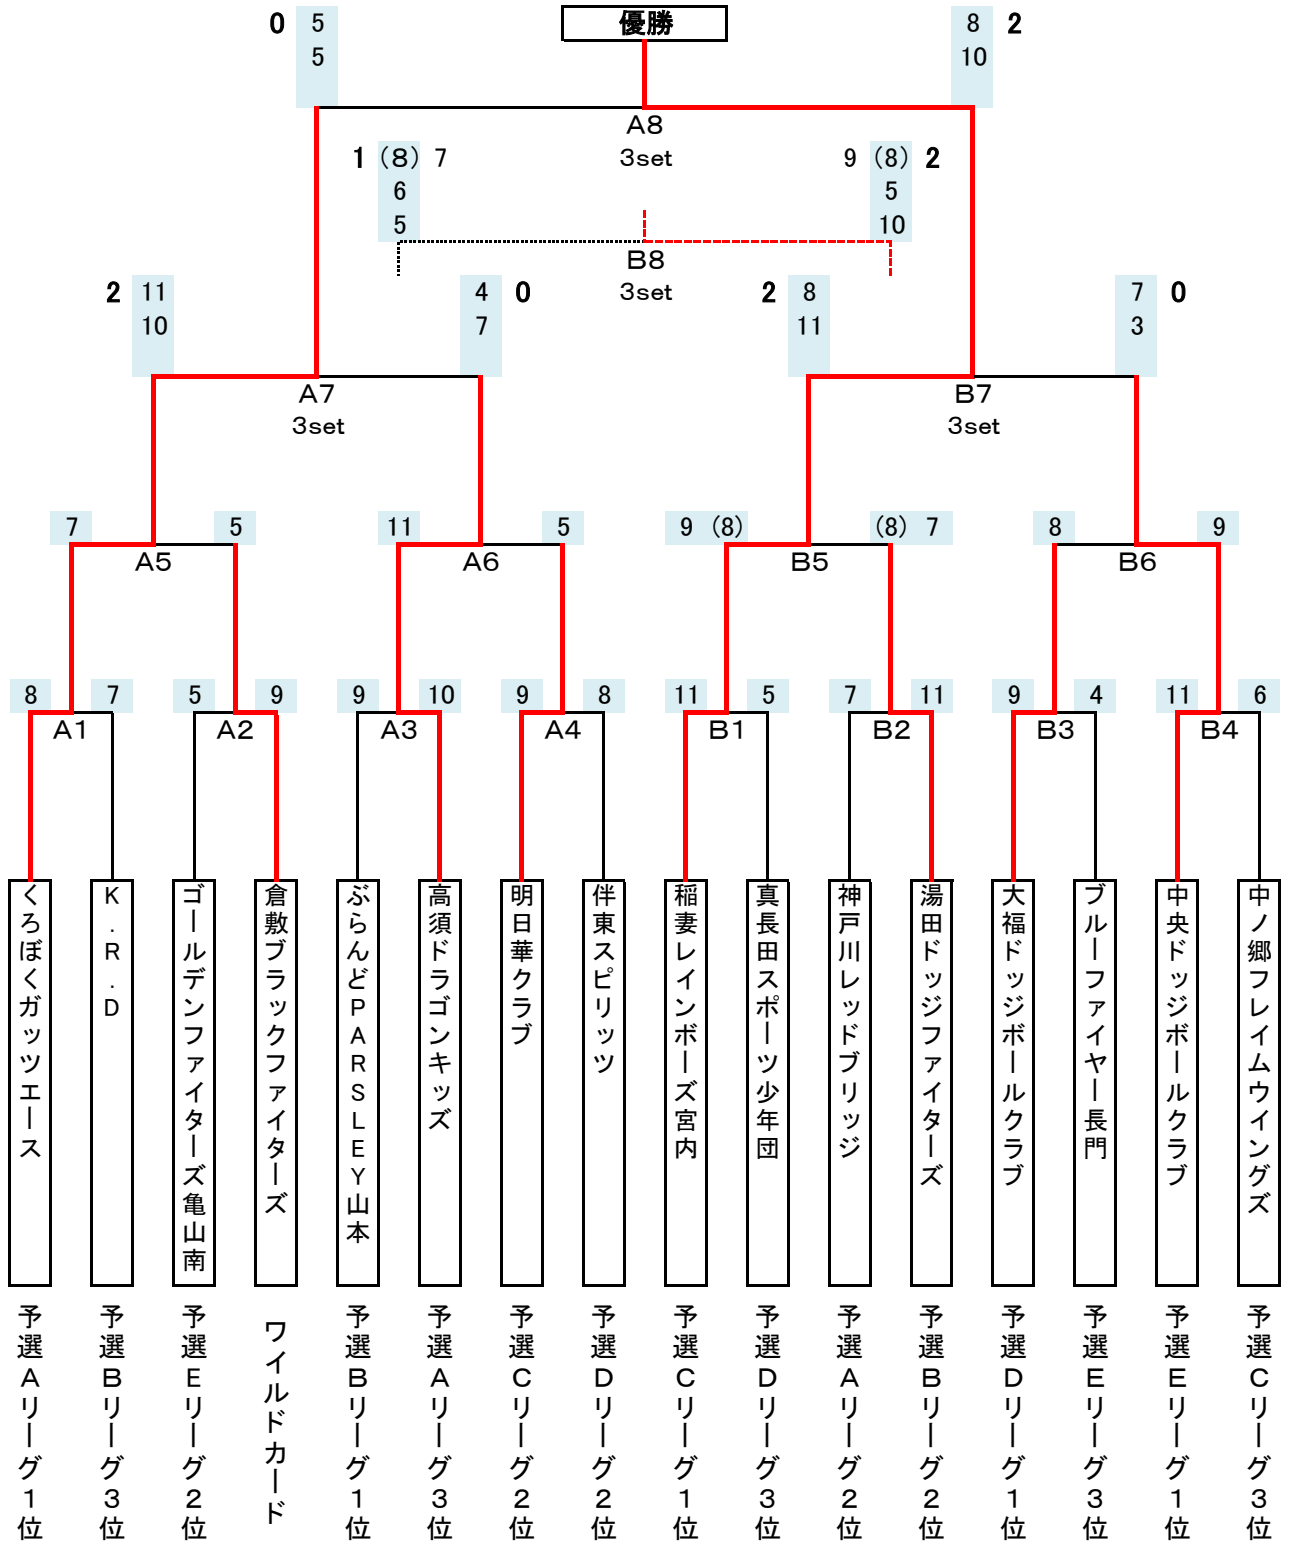 優勝
0 5 8 2
5 10
A8
1 (8) 7 3set 9 (8) 2
6 5
5 10
B8
2 11 4 0 3set 2 8 7 0
10 7 11 3
A7 B7
3set 3set
7 5 11 5 9 (8) (8) 7 8 9
A5 A6 B5 B6
8 7 5 9 9 10 9 8 11 5 7 11 9 4 11 6
A1 A2 A3 A4 B1 B2 B3 B4
くろぼくガッツエース
K.R.D
ゴールデンファイターズ亀山南
倉敷ブラックファイターズ
ぶらんどPARSLEY山本
高須ドラゴンキッズ
明日華クラブ
伴東スピリッツ
稲妻レインボーズ宮内
真長田スポーツ少年団
神戸川レッドブリッジ
湯田ドッジファイターズ
大福ドッジボールクラブ
ブルーファイヤー長門
中央ドッジボールクラブ
中ノ郷フレイムウイングズ
予選Aリーグ1位
予選Bリーグ3位
予選Eリーグ2位
ワイルドカード
予選Bリーグ1位
予選Aリーグ3位
予選Cリーグ2位
予選Dリーグ2位
予選Cリーグ1位
予選Dリーグ3位
予選Aリーグ2位
予選Bリーグ2位
予選Dリーグ1位
予選Eリーグ3位
予選Eリーグ1位
予選Cリーグ3位